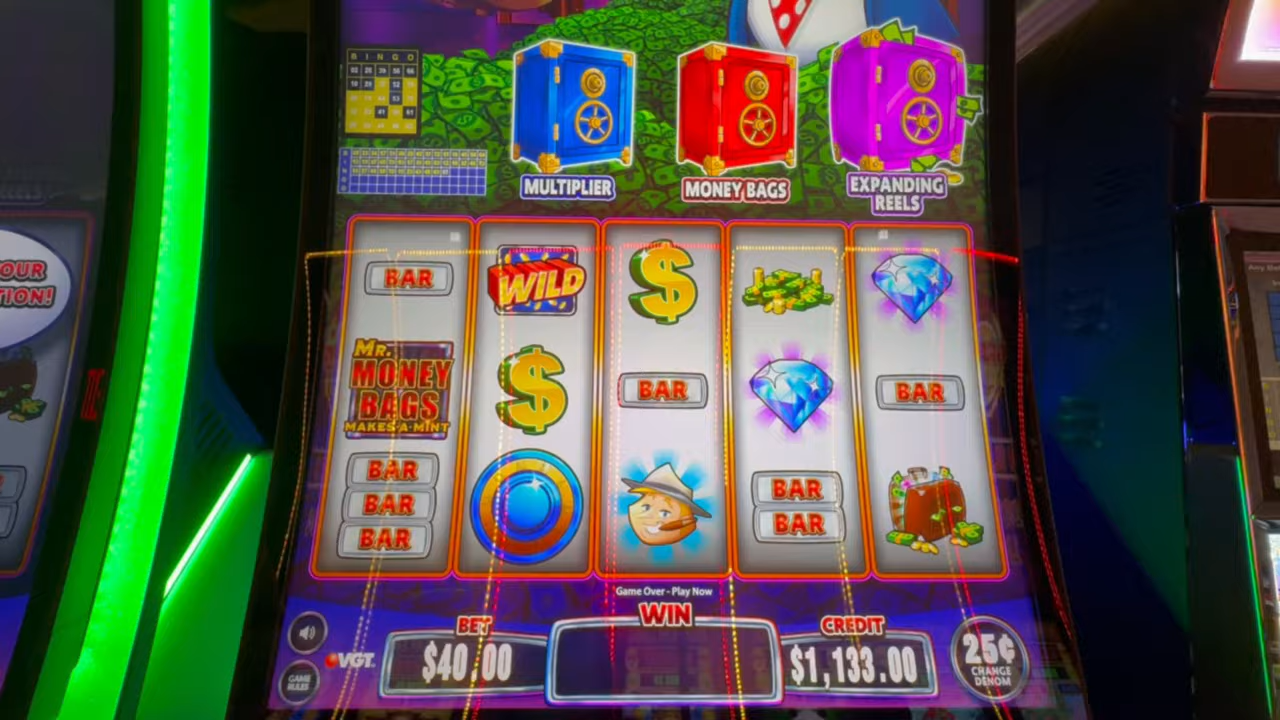 BINGO
MULTIPLIER
MONEY BAGS
EXPANDING
REELS
OUR
TION!
BAR
WILD
$
Mr.
MONEY
BAGS
MAKES-A-MINT
$
BAR
BAR
BAR
BAR
BAR
BAR
BAR
Game Over - Play Now
WIN
BET
$40.00
CREDIT
$1,133.00
VGT.
GAME
RULES
25¢
CHANGE
DENOM